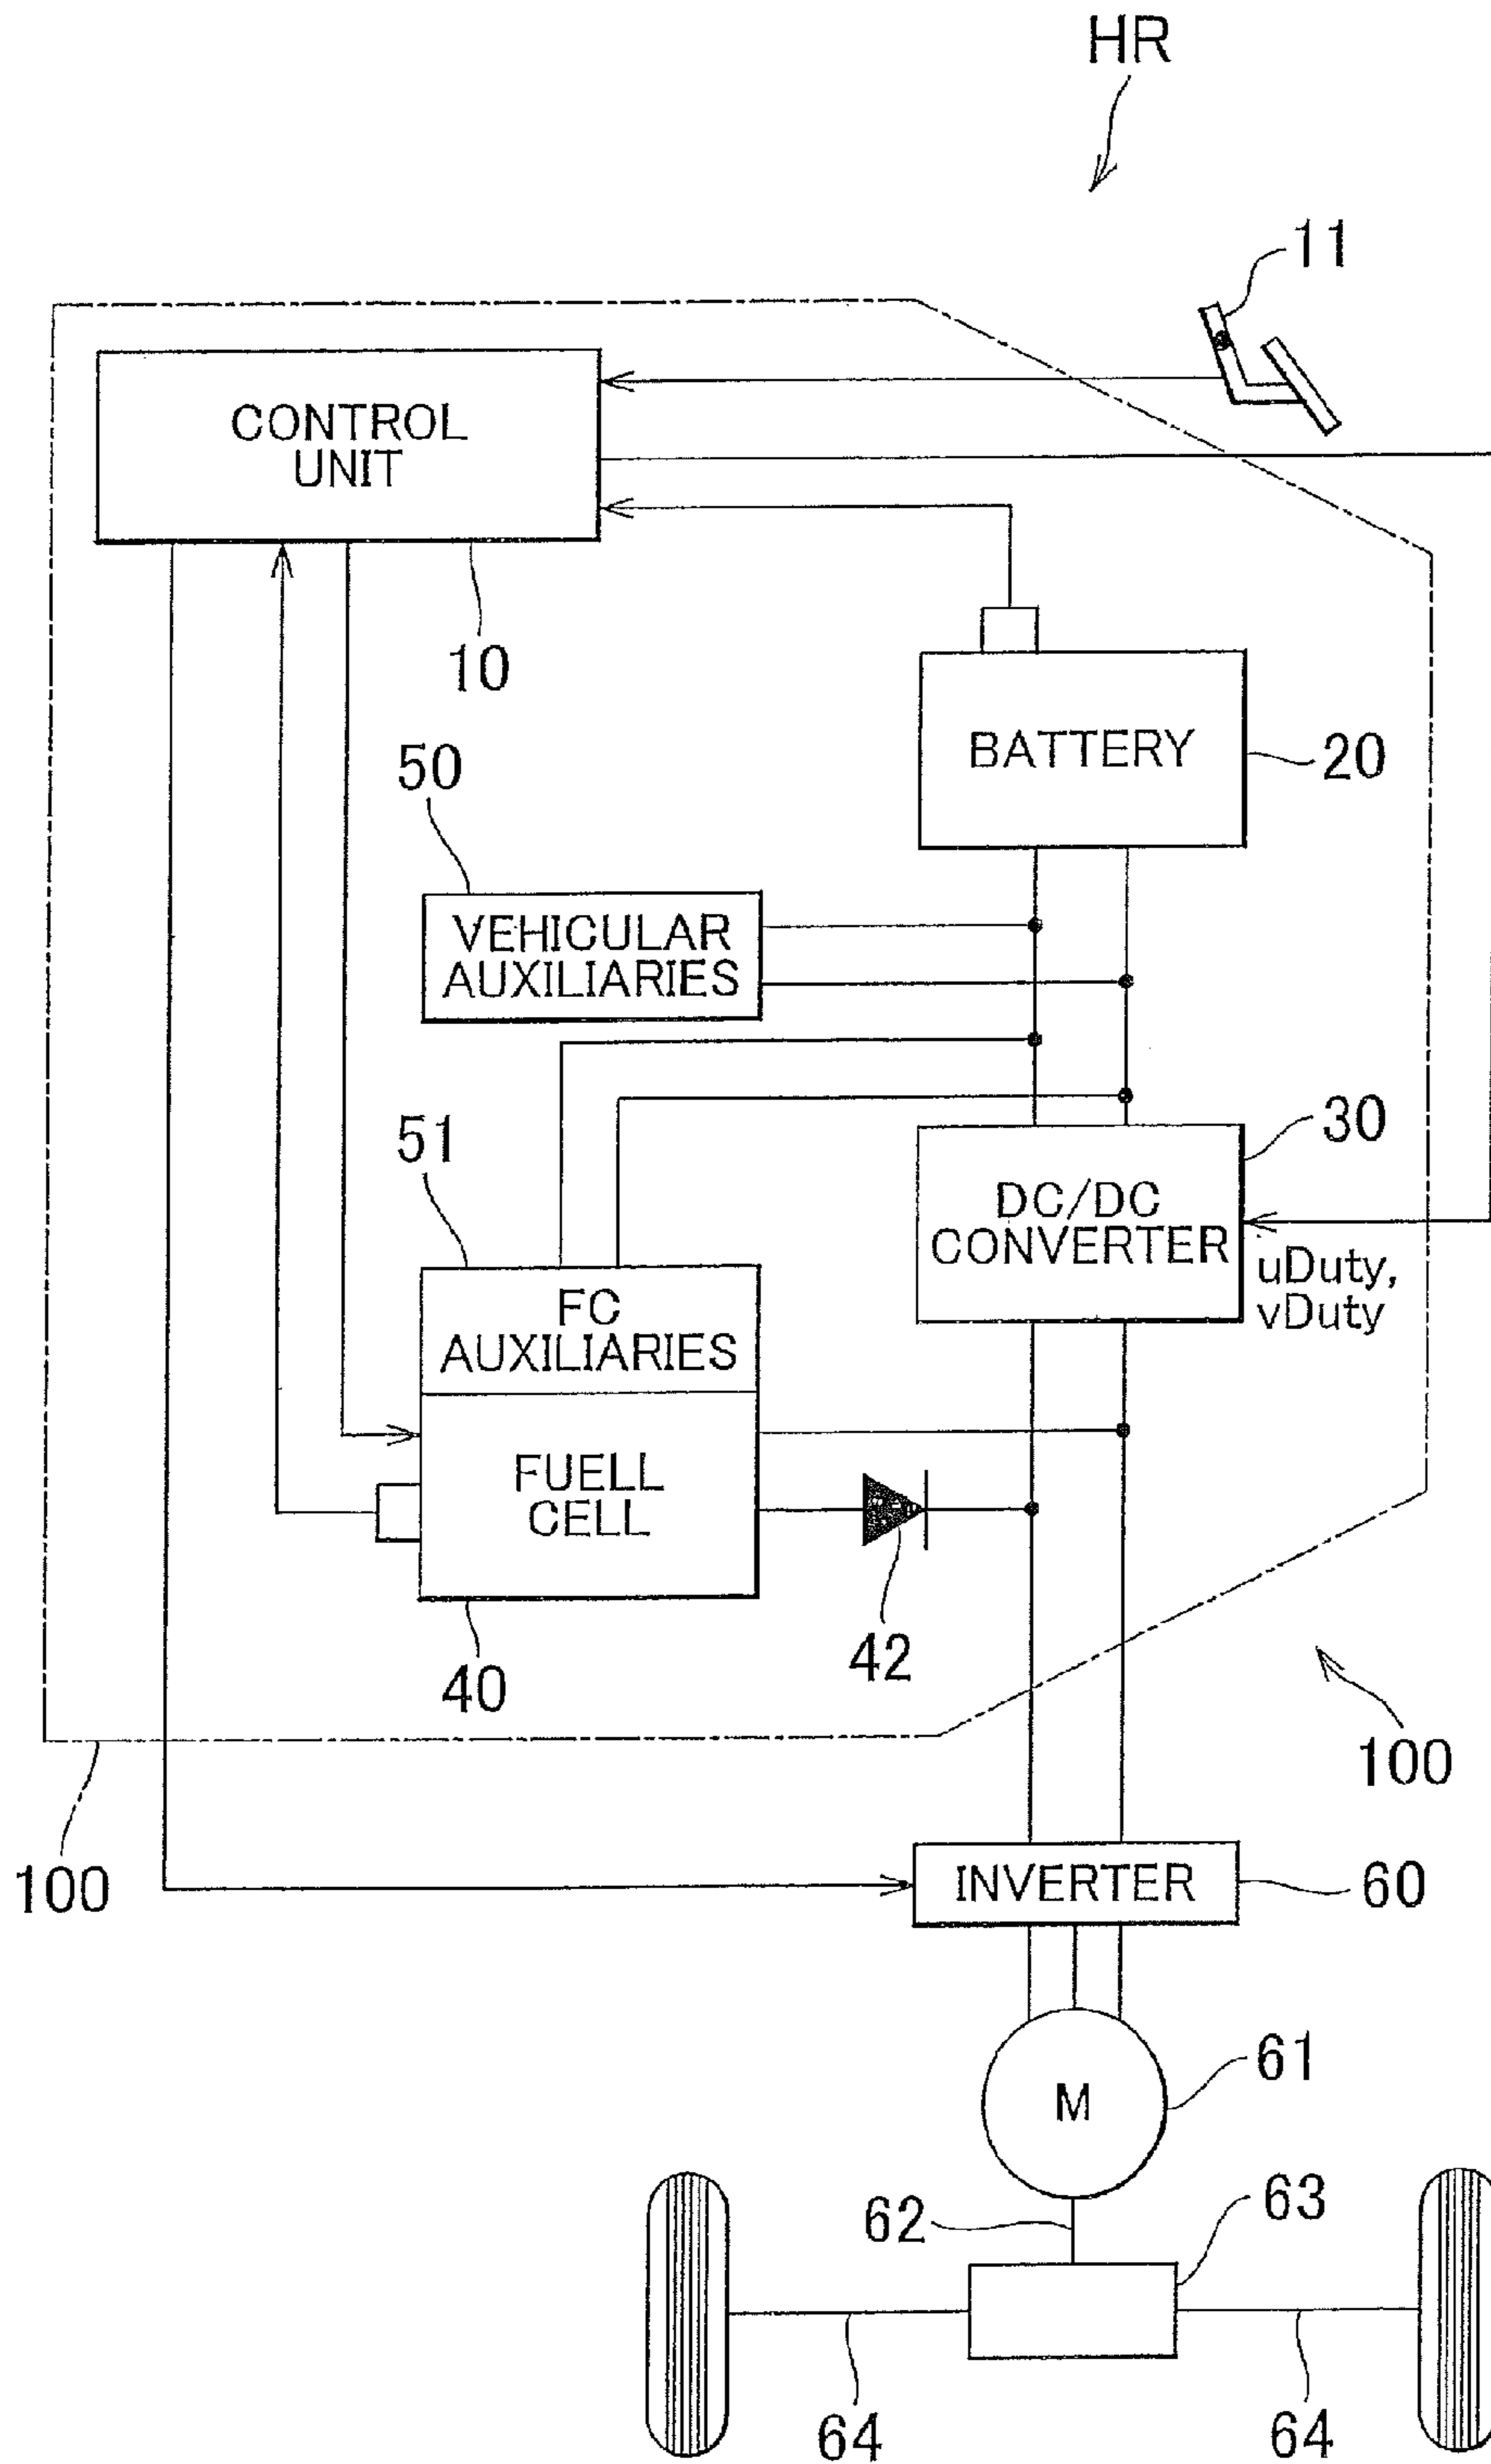 HR
11
CONTROL
UNIT
10
BATTERY
20
50
VEHICULAR
AUXILIARIES
51
30
DC/DC
CONVERTER
uDuty,
vDuty
FC
AUXILIARIES
FUELL
CELL
40
42
100
100
INVERTER
60
M
61
62
63
64
64